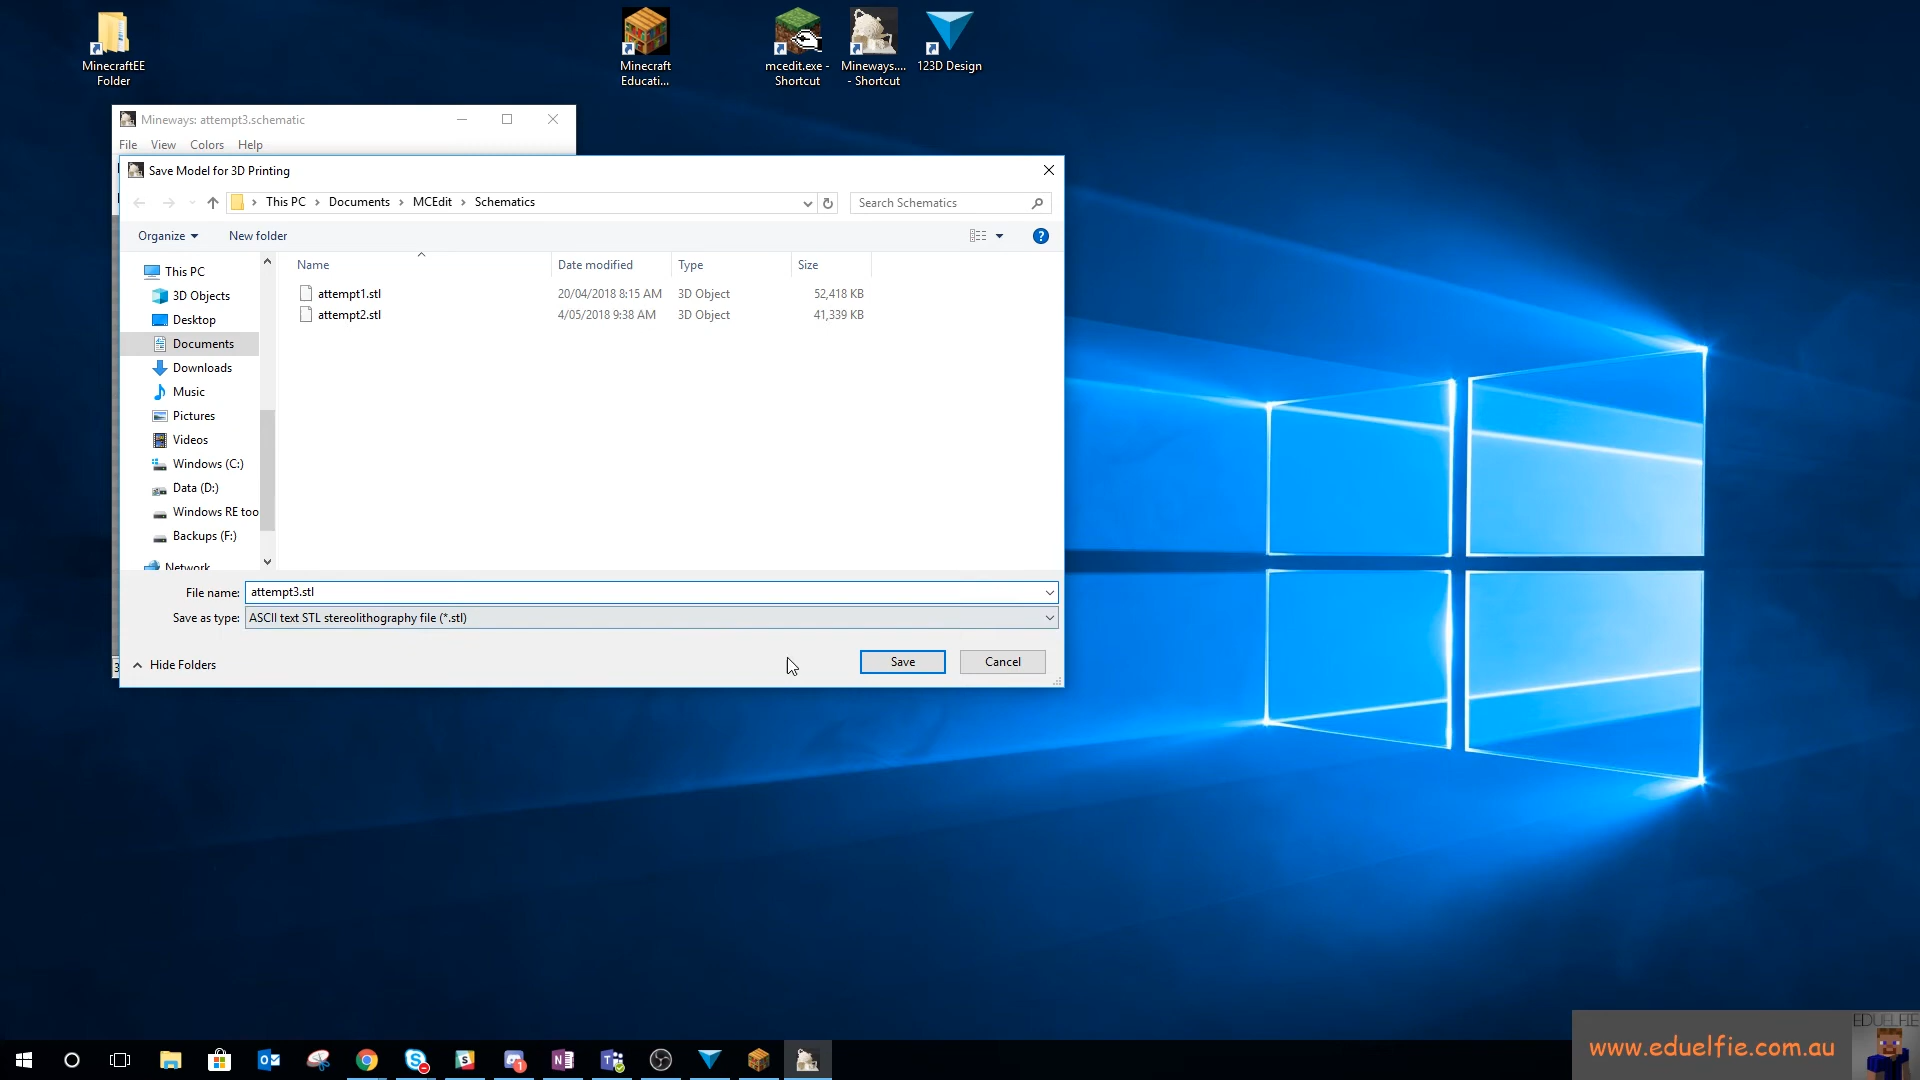 MinecraftEE
Folder
Minecraft
Educati...
mcedit.exe -
Shortcut
Mineways....
- Shortcut
123D Design
Mineways: attempt3.schematic
File View Colors Help
Save Model for 3D Printing
This PC › Documents › MCEdit › Schematics
Search Schematics
Organize
New folder
Name
Date modified
Type
Size
attempt1.stl 20/04/2018 8:15 AM 3D Object 52,418 KB
attempt2.stl 4/05/2018 9:38 AM 3D Object 41,339 KB
This PC
3D Objects
Desktop
Documents
Downloads
Music
Pictures
Videos
Windows (C:)
Data (D:)
Windows RE too
Backups (F:)
Network
File name: attempt3.stl
Save as type: ASCII text STL stereolithography file (*.stl)
Hide Folders
Save
Cancel
EDUELFIE
www.eduelfie.com.au